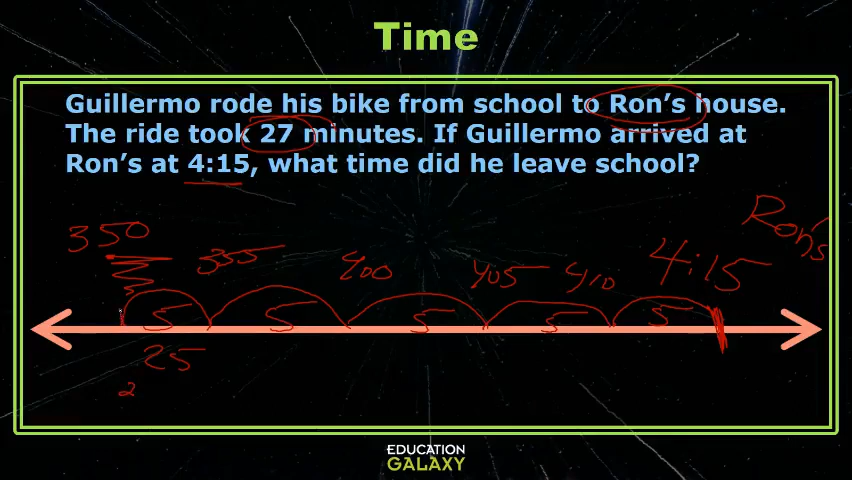 Time
Guillermo rode his bike from school to Ron's house.
The ride took 27 minutes. If Guillermo arrived at
Ron's at 4:15, what time did he leave school?
Ron's
350 355 400 405 410 4:15
5 5 5 5 5
25
2
EDUCATION
GALAXY